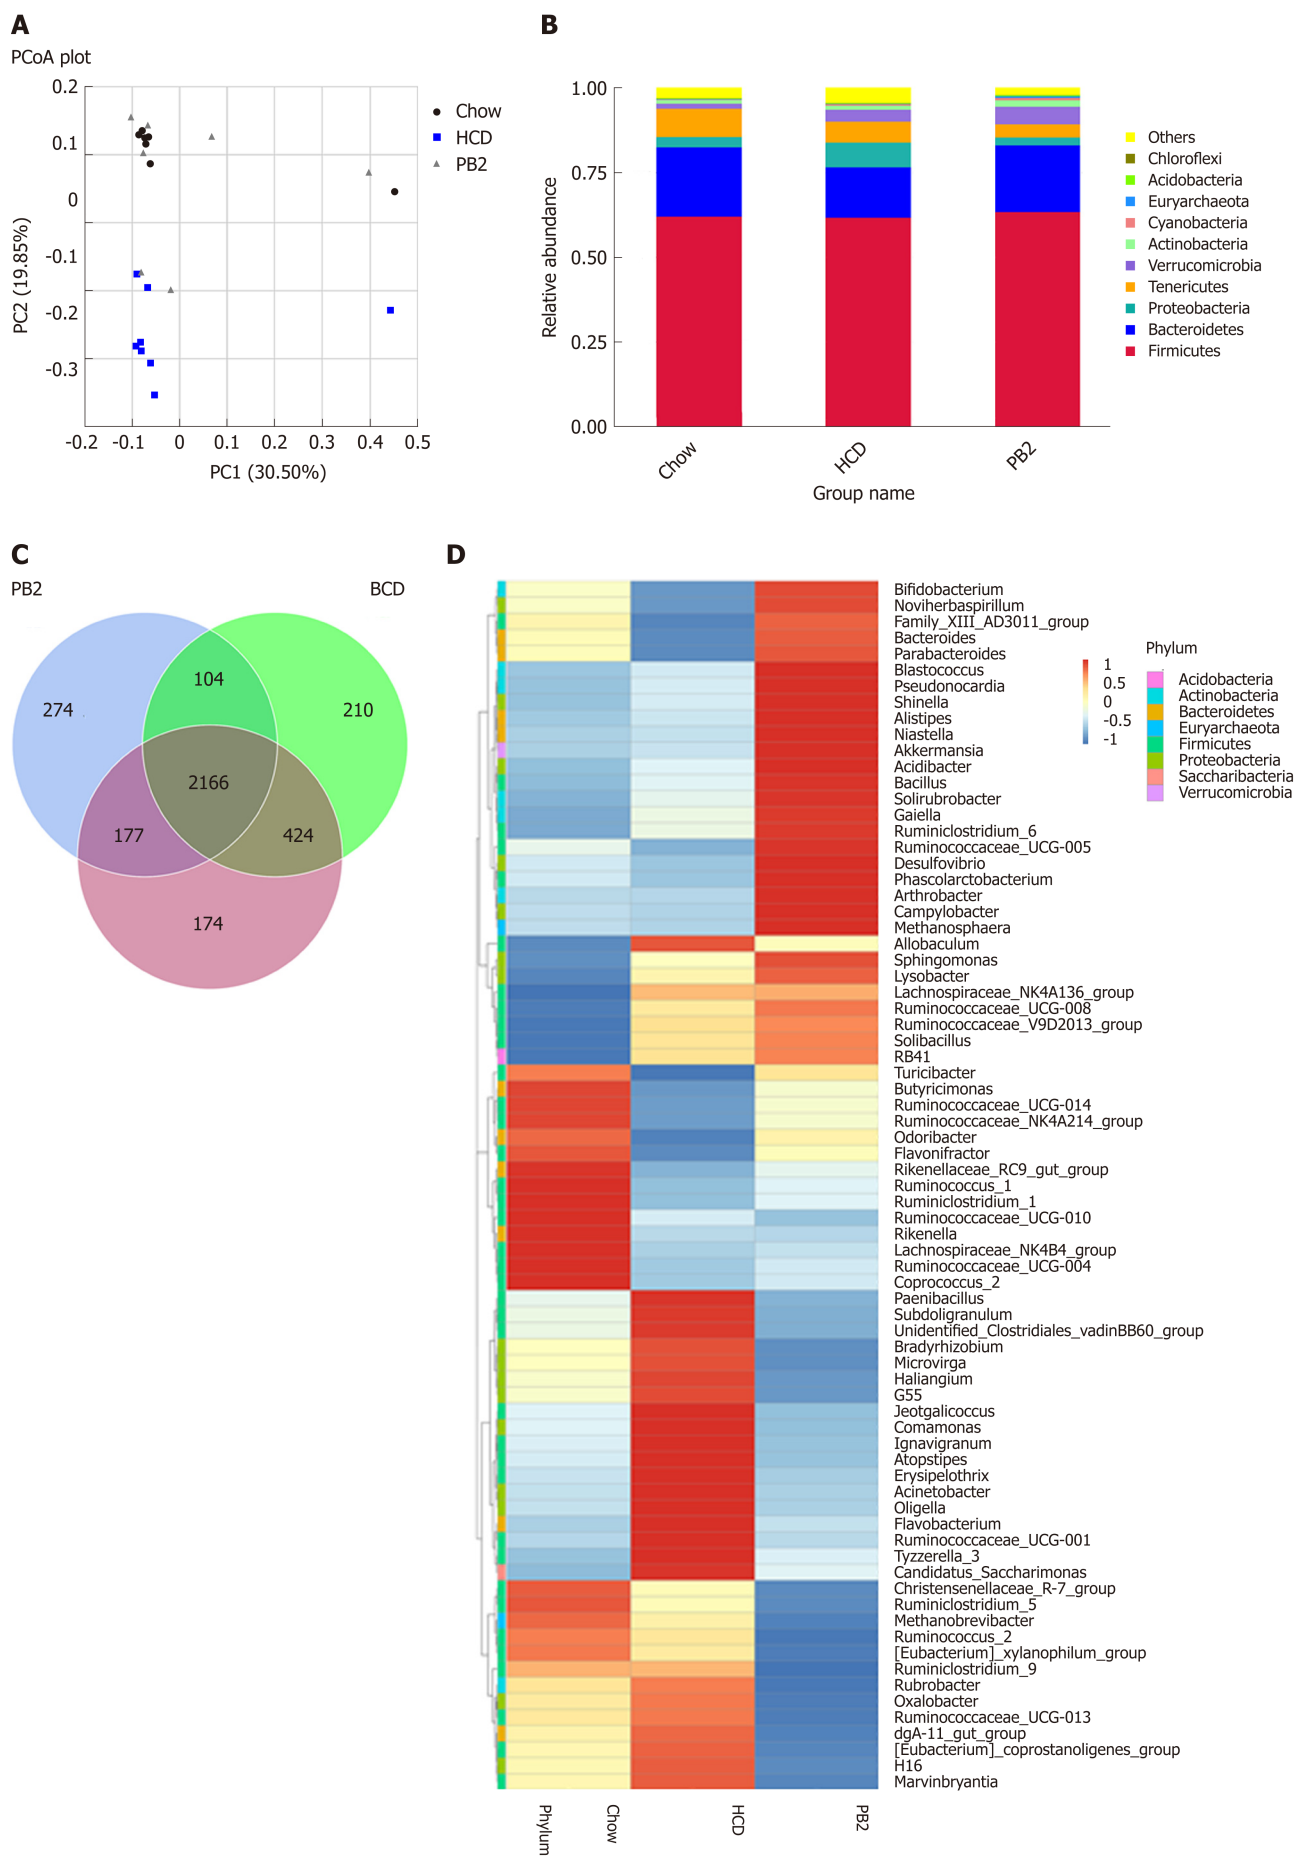 A
PCoA plot
0.2
0.1
0
-0.1
-0.2
-0.3
PC2 (19.85%)
-0.2 -0.1 0 0.1 0.2 0.3 0.4 0.5
PC1 (30.50%)
Chow
HCD
PB2
B
1.00
0.75
0.50
0.25
0.00
Relative abundance
Chow HCD PB2
Group name
Others
Chloroflexi
Acidobacteria
Euryarchaeota
Cyanobacteria
Actinobacteria
Verrucomicrobia
Tenericutes
Proteobacteria
Bacteroidetes
Firmicutes
C
PB2 BCD
104
274 210
2166
177 424
174
D
Bifidobacterium
Noviherbaspirillum
Family_XIII_AD3011_group
Bacteroides
Parabacteroides
Blastococcus
Pseudonocardia
Shinella
Alistipes
Niastella
Akkermansia
Acidibacter
Bacillus
Solirubrobacter
Gaiella
Ruminiclostridium_6
Ruminococcaceae_UCG-005
Desulfovibrio
Phascolarctobacterium
Arthrobacter
Campylobacter
Methanosphaera
Allobaculum
Sphingomonas
Lysobacter
Lachnospiraceae_NK4A136_group
Ruminococcaceae_UCG-008
Ruminococcaceae_V9D2013_group
Solibacillus
RB41
Turicibacter
Butyricimonas
Ruminococcaceae_UCG-014
Ruminococcaceae_NK4A214_group
Odoribacter
Flavonifractor
Rikenellaceae_RC9_gut_group
Ruminococcus_1
Ruminiclostridium_1
Ruminococcaceae_UCG-010
Rikenella
Lachnospiraceae_NK4B4_group
Ruminococcaceae_UCG-004
Coprococcus_2
Paenibacillus
Subdoligranulum
Unidentified_Clostridiales_vadinBB60_group
Bradyrhizobium
Microvirga
Haliangium
G55
Jeotgalicoccus
Comamonas
Ignavigranum
Atopstipes
Erysipelothrix
Acinetobacter
Oligella
Flavobacterium
Ruminococcaceae_UCG-001
Tyzzerella_3
Candidatus_Saccharimonas
Christensenellaceae_R-7_group
Ruminiclostridium_5
Methanobrevibacter
Ruminococcus_2
[Eubacterium]_xylanophilum_group
Ruminiclostridium_9
Rubrobacter
Oxalobacter
Ruminococcaceae_UCG-013
dgA-11_gut_group
[Eubacterium]_coprostanoligenes_group
H16
Marvinbryantia
Phylum Chow HCD PB2
1
0.5
0
-0.5
-1
Phylum
Acidobacteria
Actinobacteria
Bacteroidetes
Euryarchaeota
Firmicutes
Proteobacteria
Saccharibacteria
Verrucomicrobia